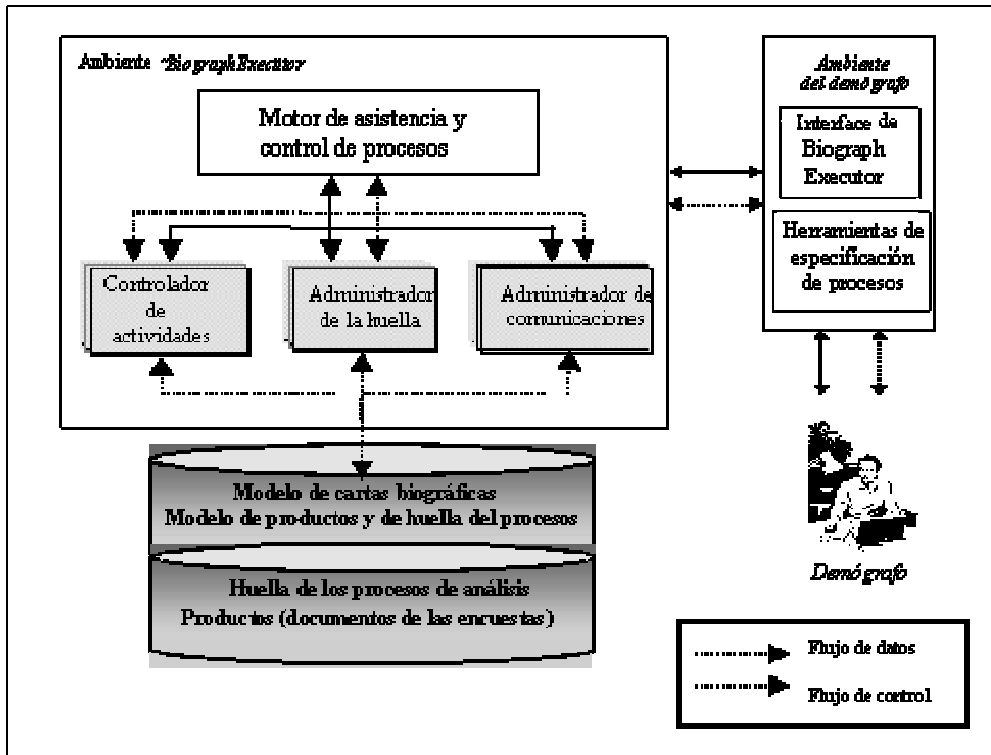 Ambiente "BiographExecutor
Motor de asistencia y
control de procesos
Controlador
de
actividades
Administrador
de la huella
Administrador de
comunicaciones
Modelo de cartas biográficas
Modelo de productos y de huella del procesos
Huella de los procesos de análisis
Productos (documentos de las encuestas)
Ambiente
del demógrafo
Interface de
Biograph
Executor
Herramientas de
especificación
de procesos
Demógrafo
Flujo de datos
Flujo de control